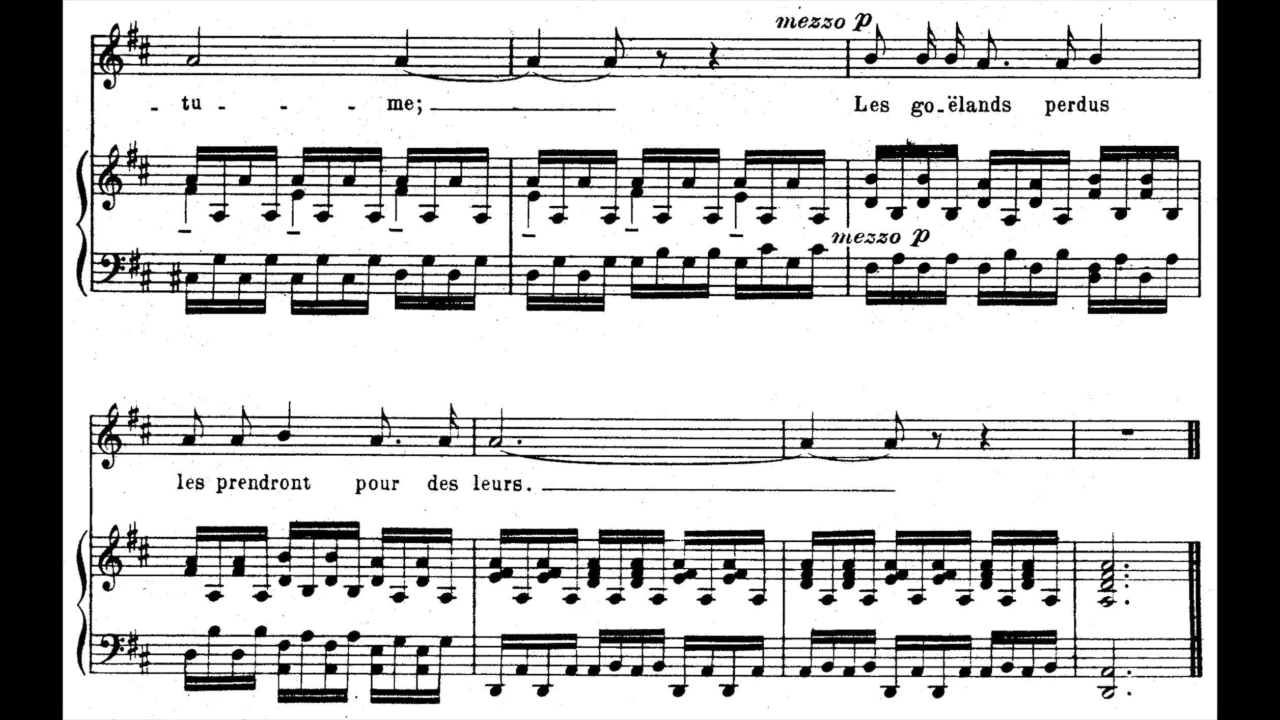 mezzo p
- tu - - - me; Les go-ëlands perdus
mezzo p
les prendront pour des leurs.